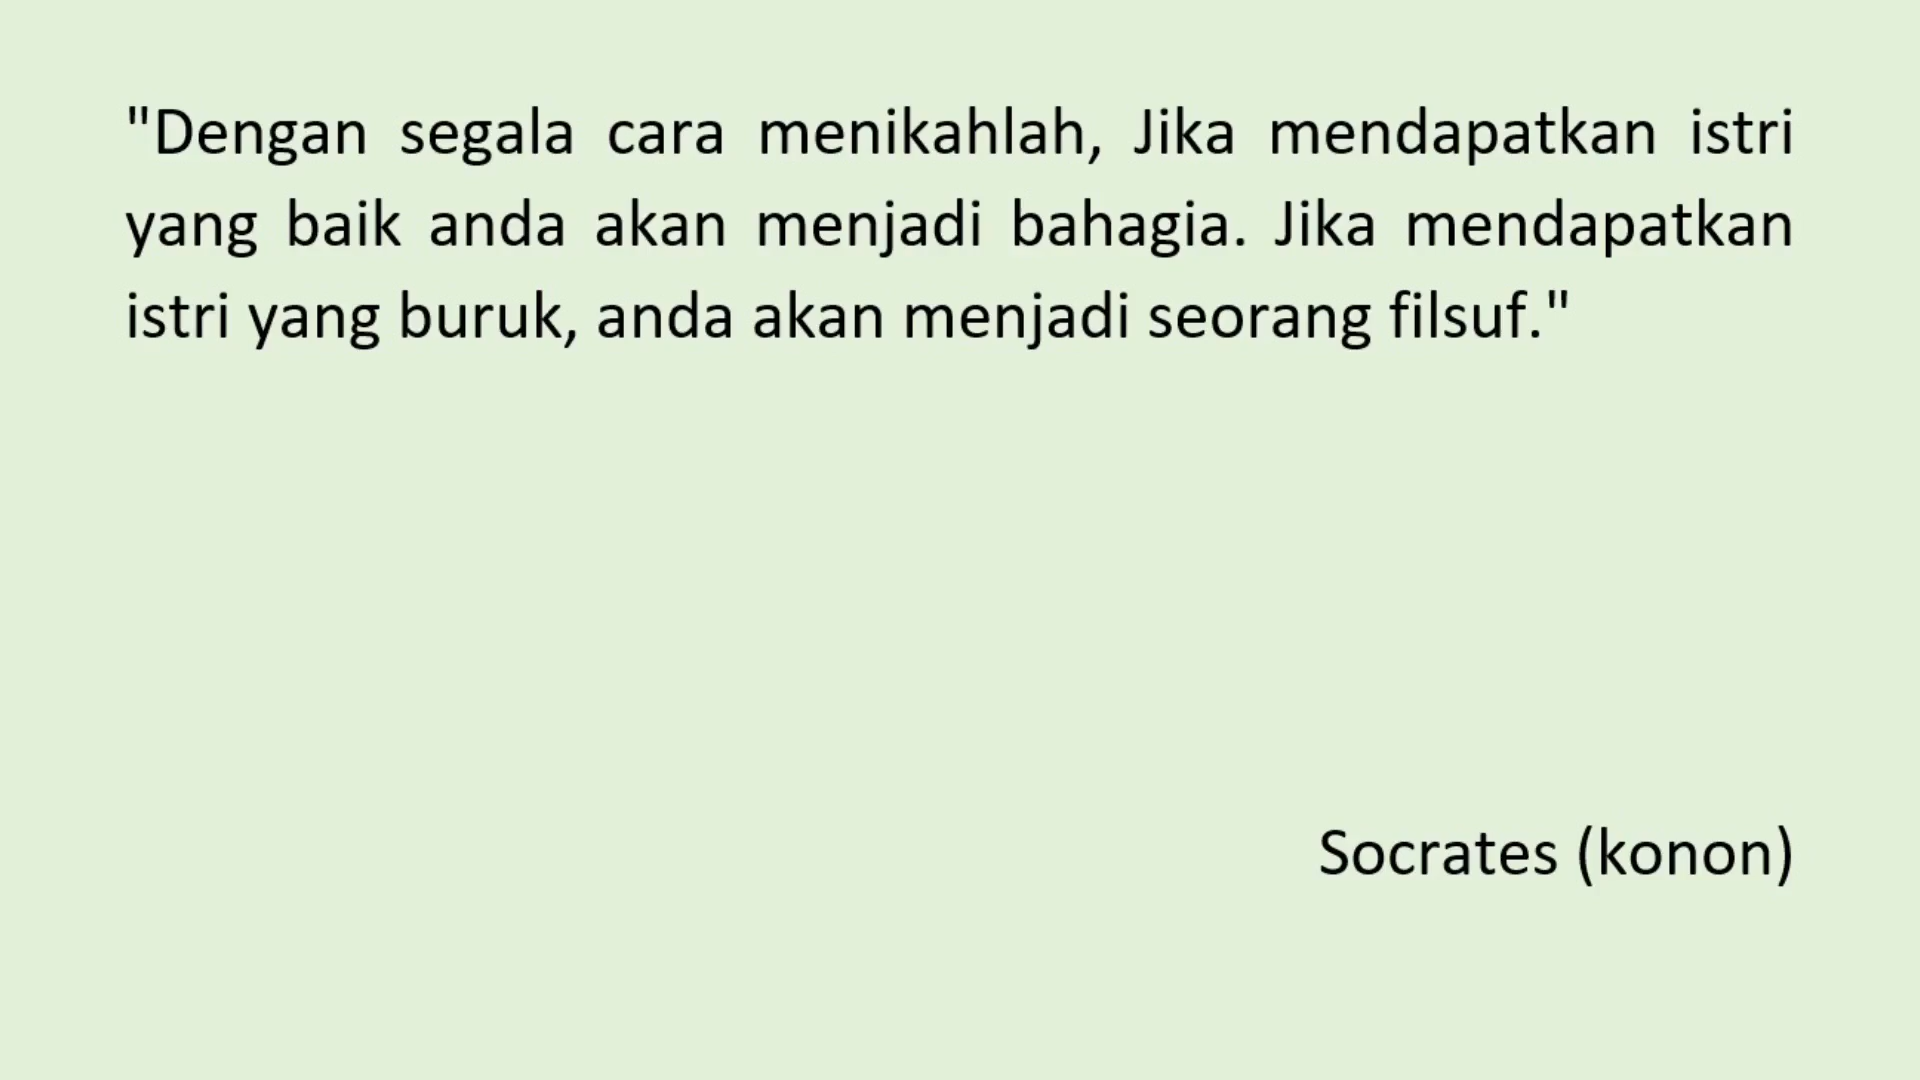 "Dengan segala cara menikahlah, Jika mendapatkan istri
yang baik anda akan menjadi bahagia. Jika mendapatkan
istri yang buruk, anda akan menjadi seorang filsuf."
Socrates (konon)